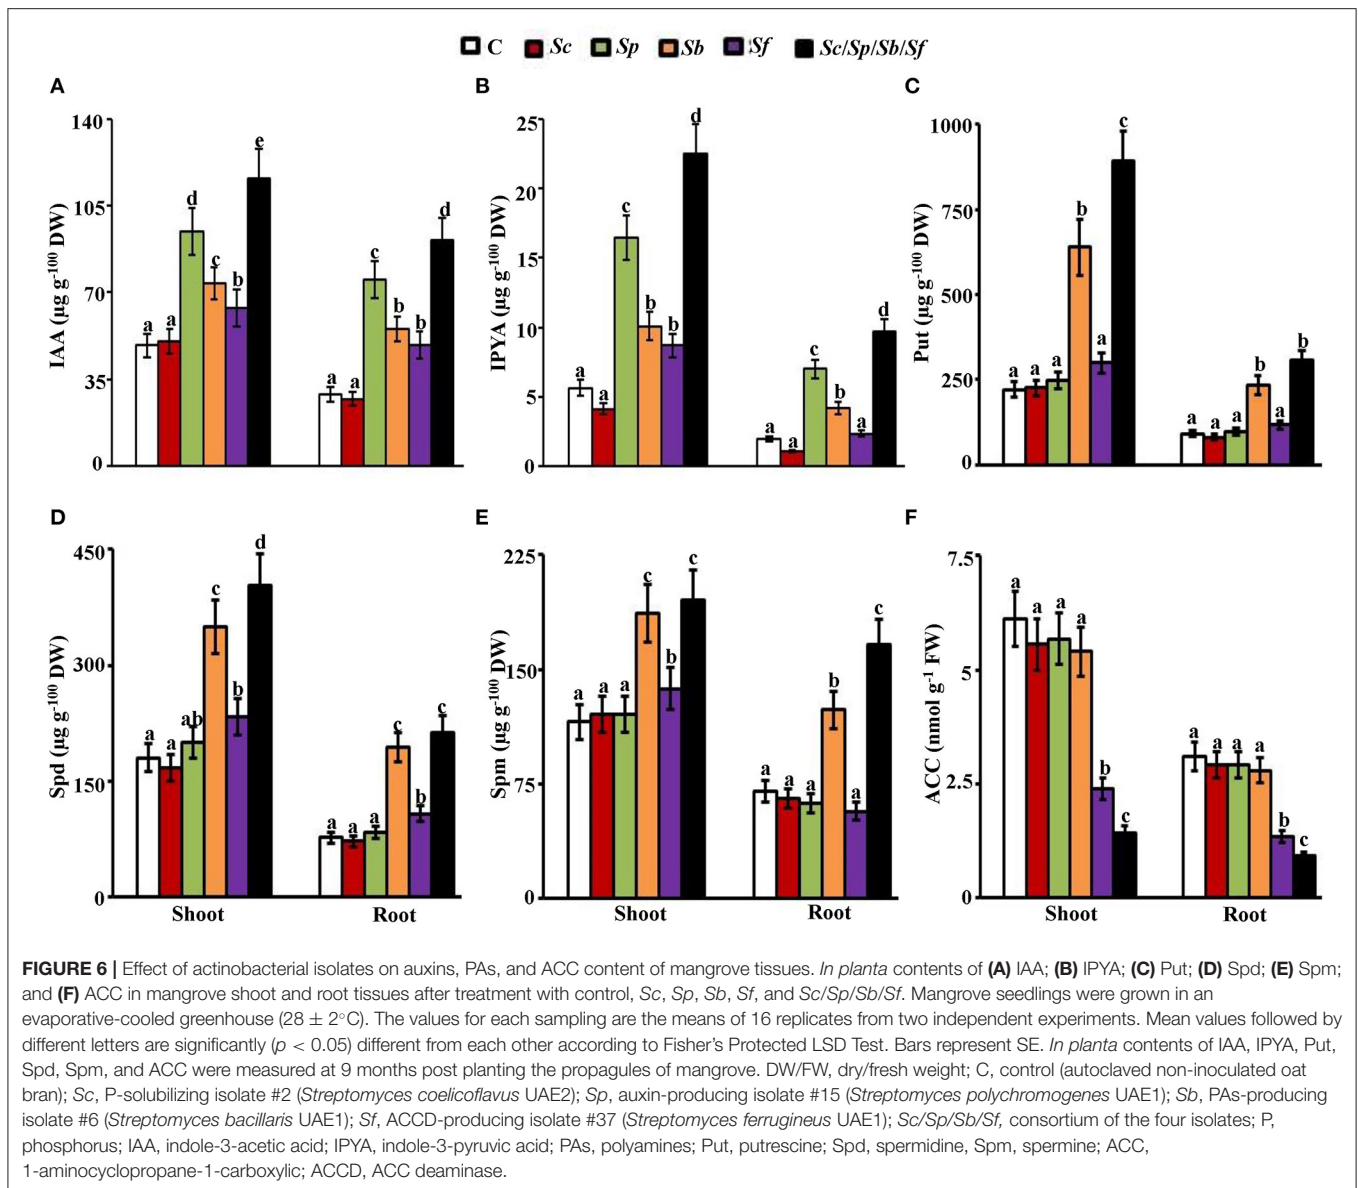 C Sc Sp Sb Sf Sc/Sp/Sb/Sf
A
140
105
70
35
0
IAA (µg g-100 DW)
a a d c b e
a a c b b d
B
25
20
15
10
5
0
IPYA (µg g-100 DW)
a a c b b d
a a c b a d
C
1000
750
500
250
0
Put (µg g-100 DW)
a a a b a c
a a a b a b
D
450
300
150
0
Spd (µg g-100 DW)
a a ab c b d
a a a c b c
Shoot Root
E
225
150
75
0
Spm (µg g-100 DW)
a a a c b c
a a a b a c
Shoot Root
F
7.5
5
2.5
0
ACC (nmol g-1 FW)
a a a a b c
a a a a b c
Shoot Root
FIGURE 6 | Effect of actinobacterial isolates on auxins, PAs, and ACC content of mangrove tissues. In planta contents of (A) IAA; (B) IPYA; (C) Put; (D) Spd; (E) Spm;
and (F) ACC in mangrove shoot and root tissues after treatment with control, Sc, Sp, Sb, Sf, and Sc/Sp/Sb/Sf. Mangrove seedlings were grown in an
evaporative-cooled greenhouse (28 ± 2°C). The values for each sampling are the means of 16 replicates from two independent experiments. Mean values followed by
different letters are significantly (p < 0.05) different from each other according to Fisher's Protected LSD Test. Bars represent SE. In planta contents of IAA, IPYA, Put,
Spd, Spm, and ACC were measured at 9 months post planting the propagules of mangrove. DW/FW, dry/fresh weight; C, control (autoclaved non-inoculated oat
bran); Sc, P-solubilizing isolate #2 (Streptomyces coelicoflavus UAE2); Sp, auxin-producing isolate #15 (Streptomyces polychromogenes UAE1); Sb, PAs-producing
isolate #6 (Streptomyces bacillaris UAE1); Sf, ACCD-producing isolate #37 (Streptomyces ferrugineus UAE1); Sc/Sp/Sb/Sf, consortium of the four isolates; P,
phosphorus; IAA, indole-3-acetic acid; IPYA, indole-3-pyruvic acid; PAs, polyamines; Put, putrescine; Spd, spermidine, Spm, spermine; ACC,
1-aminocyclopropane-1-carboxylic; ACCD, ACC deaminase.